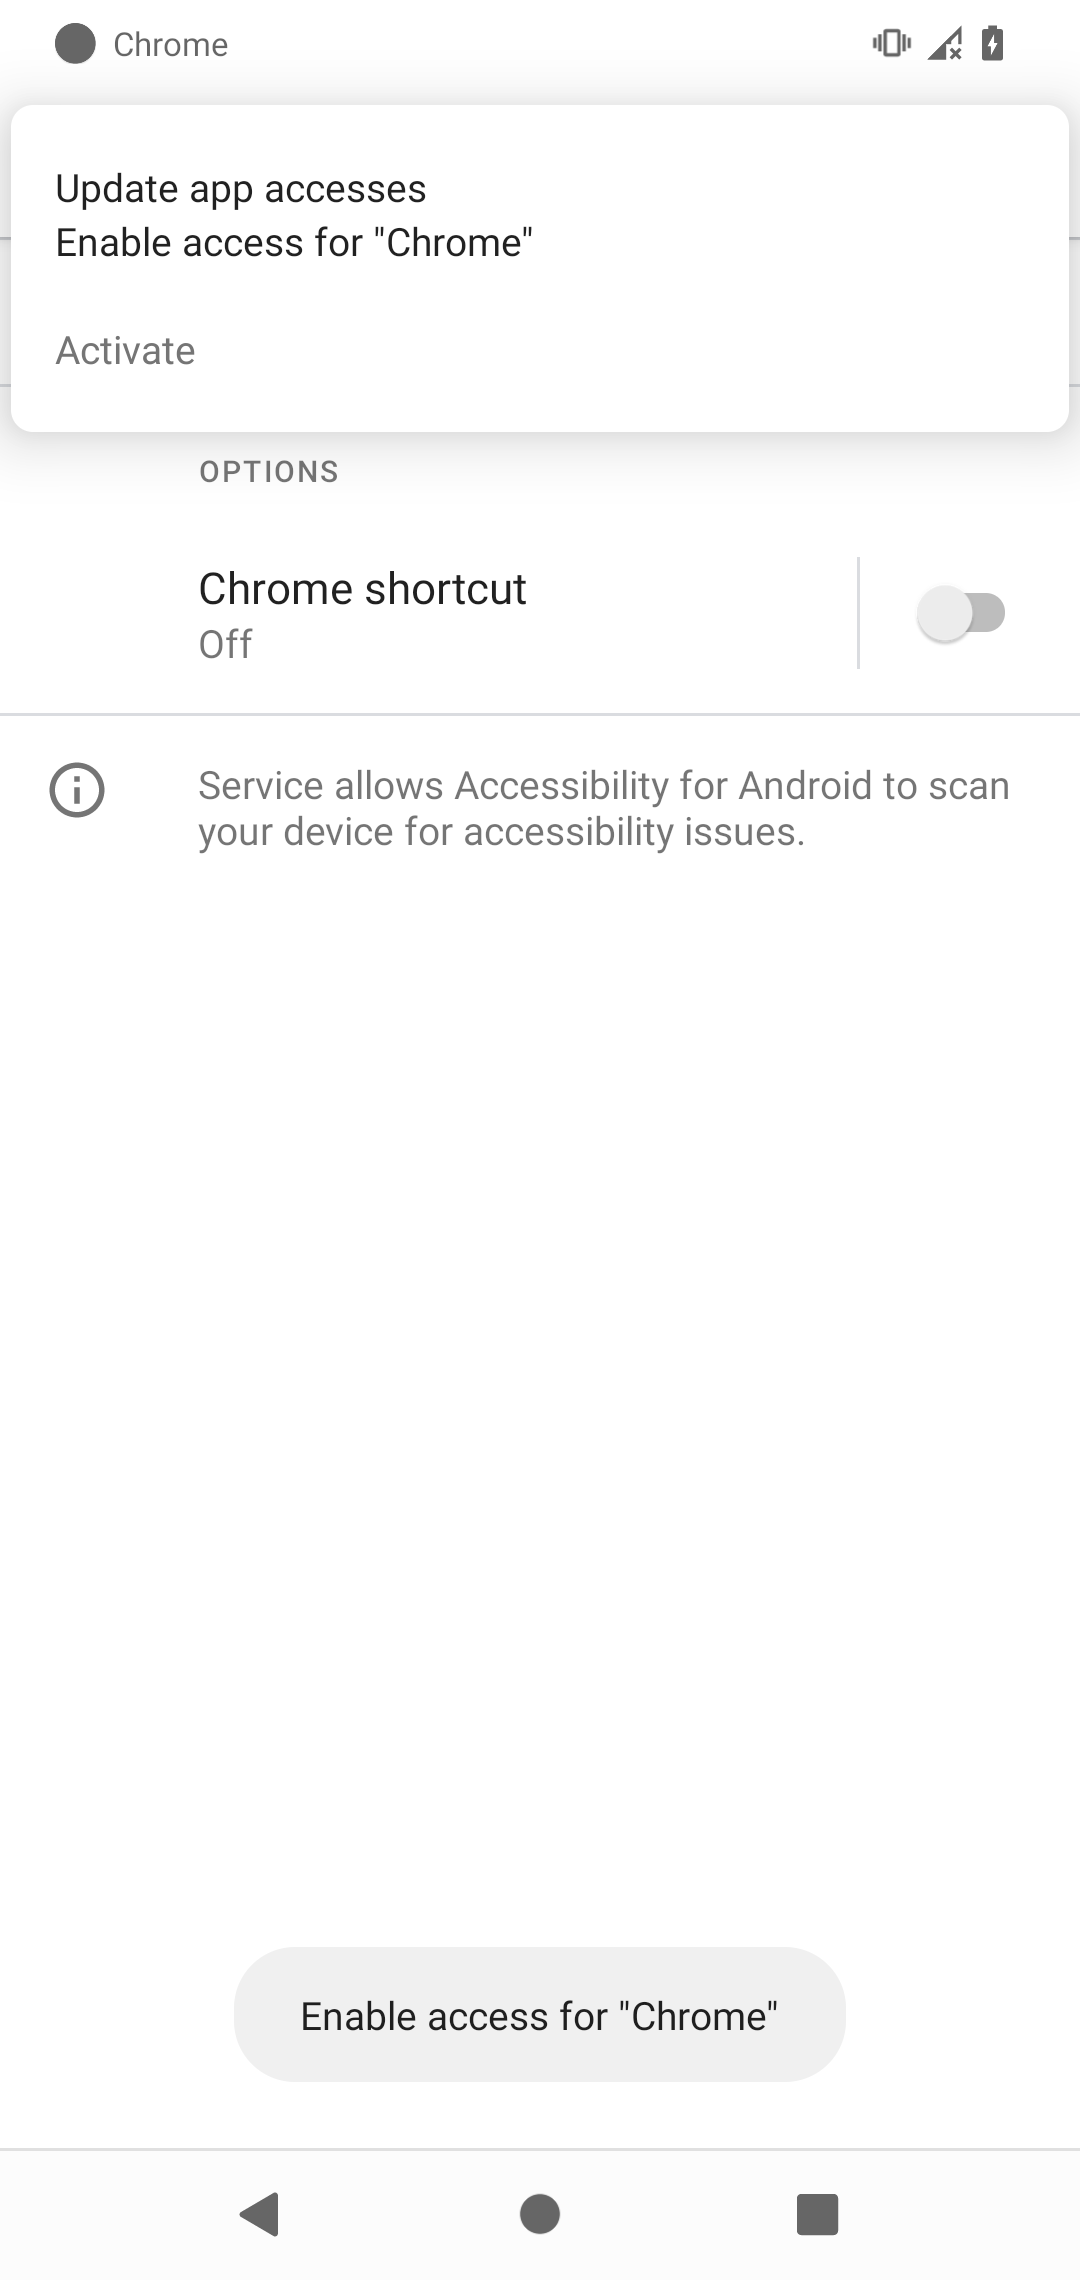 Chrome
Update app accesses
Enable access for "Chrome"
Activate
OPTIONS
Chrome shortcut
Off
Service allows Accessibility for Android to scan
your device for accessibility issues.
Enable access for "Chrome"